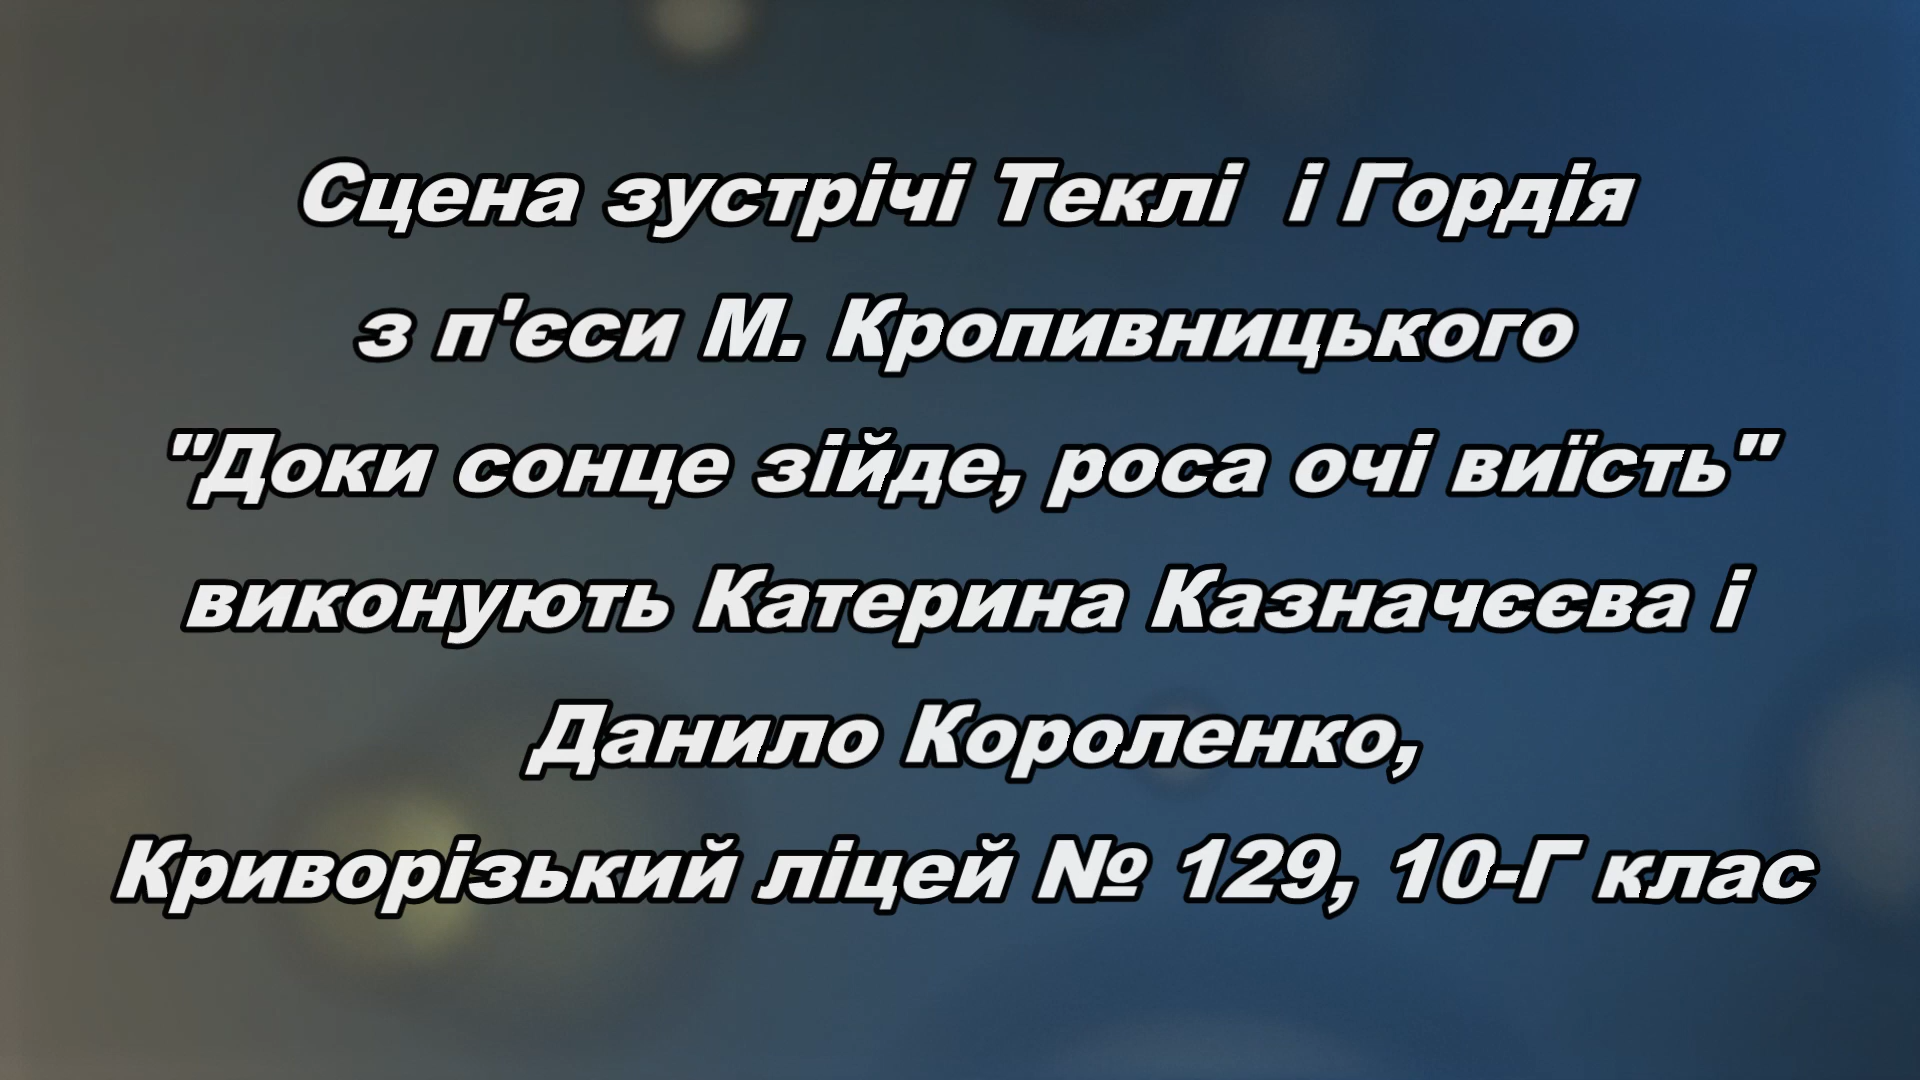 Сцена зустрічі Теклі і Гордія
з п'єси М. Кропивницького
"Доки сонце зійде, роса очі виїсть"
виконують Катерина Казначєєва і
Данило Короленко,
Криворізький ліцей № 129, 10-Г клас